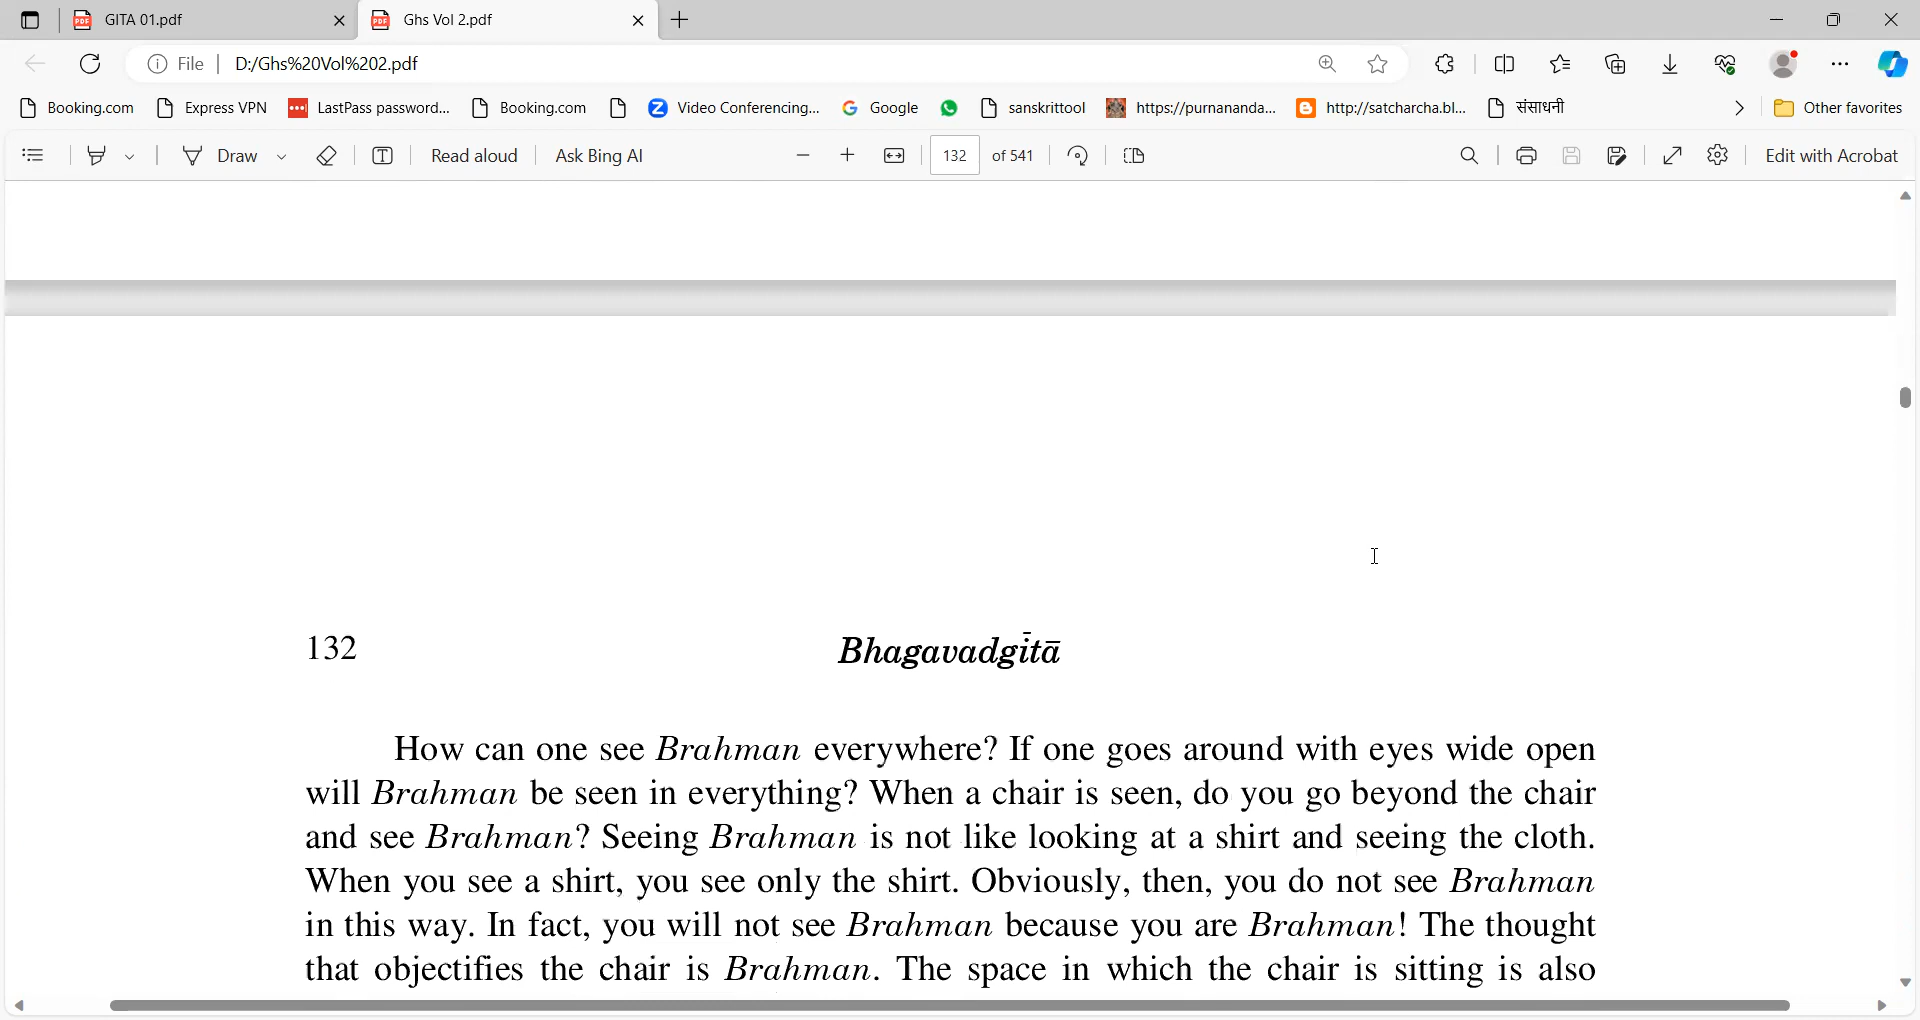 GITA 01.pdf
Ghs Vol 2.pdf
File
D:/Ghs%20Vol%202.pdf
Booking.com
Express VPN
LastPass password...
Booking.com
Video Conferencing...
Google
sanskrittool
https://purnananda...
http://satcharcha.bl...
संसाधनी
Other favorites
Draw
Read aloud
Ask Bing AI
132
of 541
Edit with Acrobat
132
Bhagavadgītā
How can one see Brahman everywhere? If one goes around with eyes wide open
will Brahman be seen in everything? When a chair is seen, do you go beyond the chair
and see Brahman? Seeing Brahman is not like looking at a shirt and seeing the cloth.
When you see a shirt, you see only the shirt. Obviously, then, you do not see Brahman
in this way. In fact, you will not see Brahman because you are Brahman! The thought
that objectifies the chair is Brahman. The space in which the chair is sitting is also